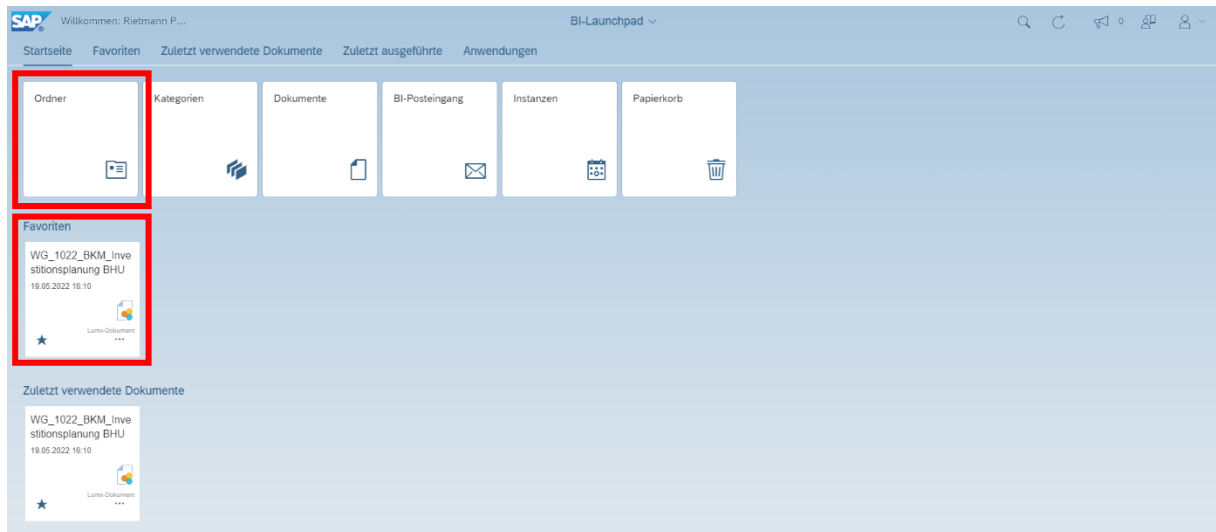 SAP Willkommen: Rietmann P... BI-Launchpad 0
Startseite Favoriten Zuletzt verwendete Dokumente Zuletzt ausgeführte Anwendungen
Ordner Kategorien Dokumente BI-Posteingang Instanzen Papierkorb
Favoriten
WG_1022_BKM_Inve
stitionsplanung BHU
19.05.2022 16:10
Lumx-Dokument
...
Zuletzt verwendete Dokumente
WG_1022_BKM_Inve
stitionsplanung BHU
19.05.2022 16:10
Lumx-Dokument
...